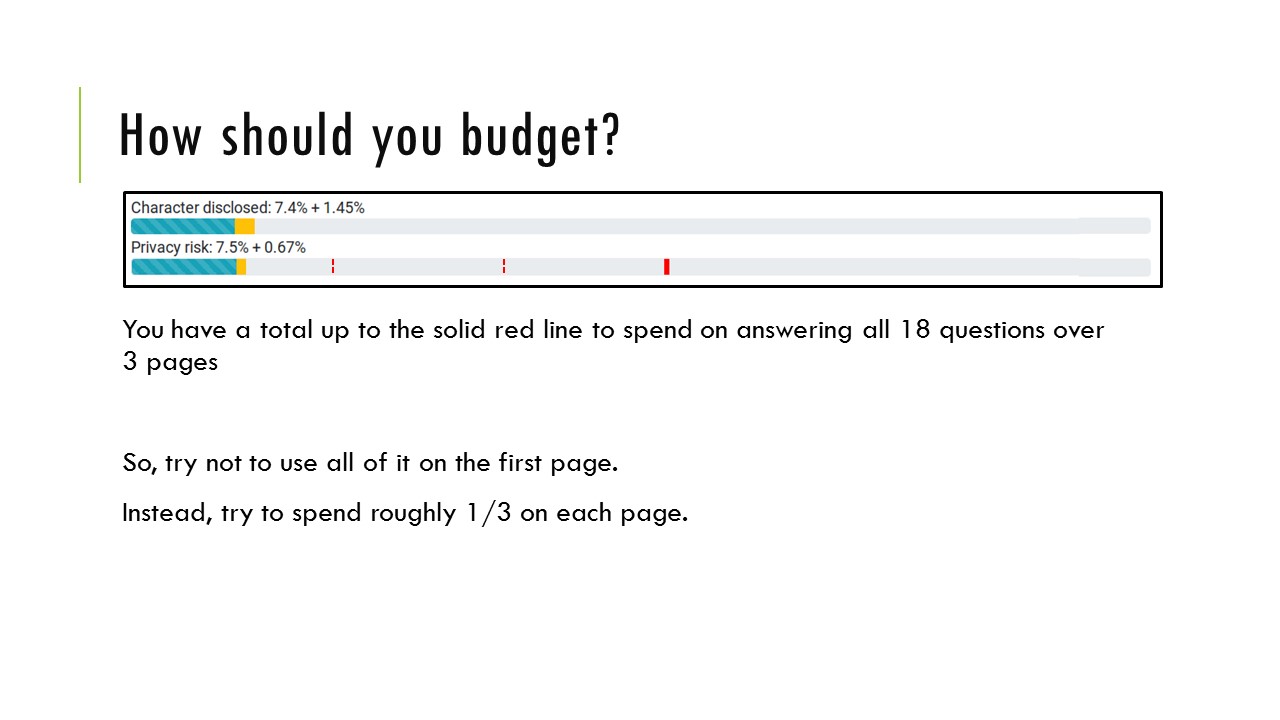 How should you budget?
Character disclosed: 7.4% + 1.45%
Privacy risk: 7.5% + 0.67%
You have a total up to the solid red line to spend on answering all 18 questions over
3 pages
So, try not to use all of it on the first page.
Instead, try to spend roughly 1/3 on each page.